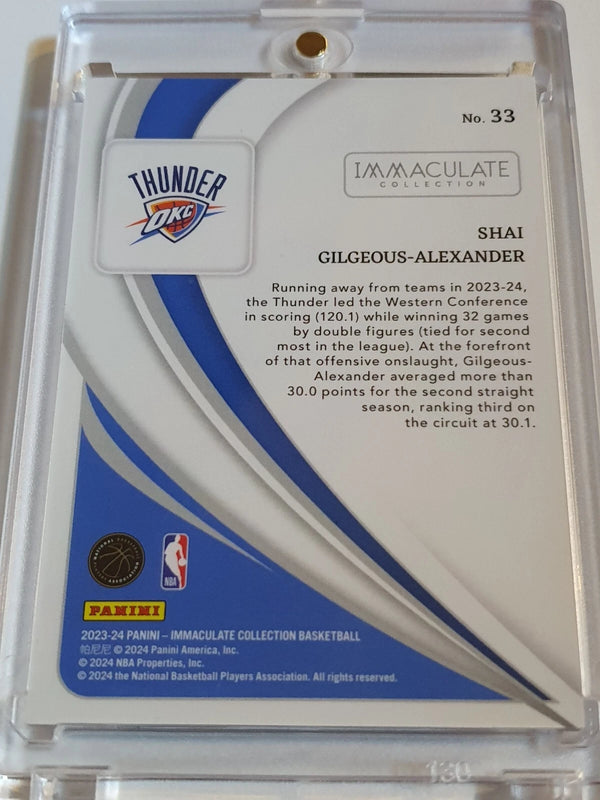 No. 33
THUNDER
OKC
IMMACULATE
COLLECTION
SHAI
GILGEOUS-ALEXANDER
Running away from teams in 2023-24,
the Thunder led the Western Conference
in scoring (120.1) while winning 32 games
by double figures (tied for second
most in the league). At the forefront
of that offensive onslaught, Gilgeous-
Alexander averaged more than
30.0 points for the second straight
season, ranking third on
the circuit at 30.1.
NATIONAL BASKETBALL
ASSOCIATION
NBA
PANINI
2023-24 PANINI – IMMACULATE COLLECTION BASKETBALL
帕尼尼 © 2024 Panini America, Inc.
© 2024 NBA Properties, Inc.
© 2024 the National Basketball Players Association. All rights reserved.
130